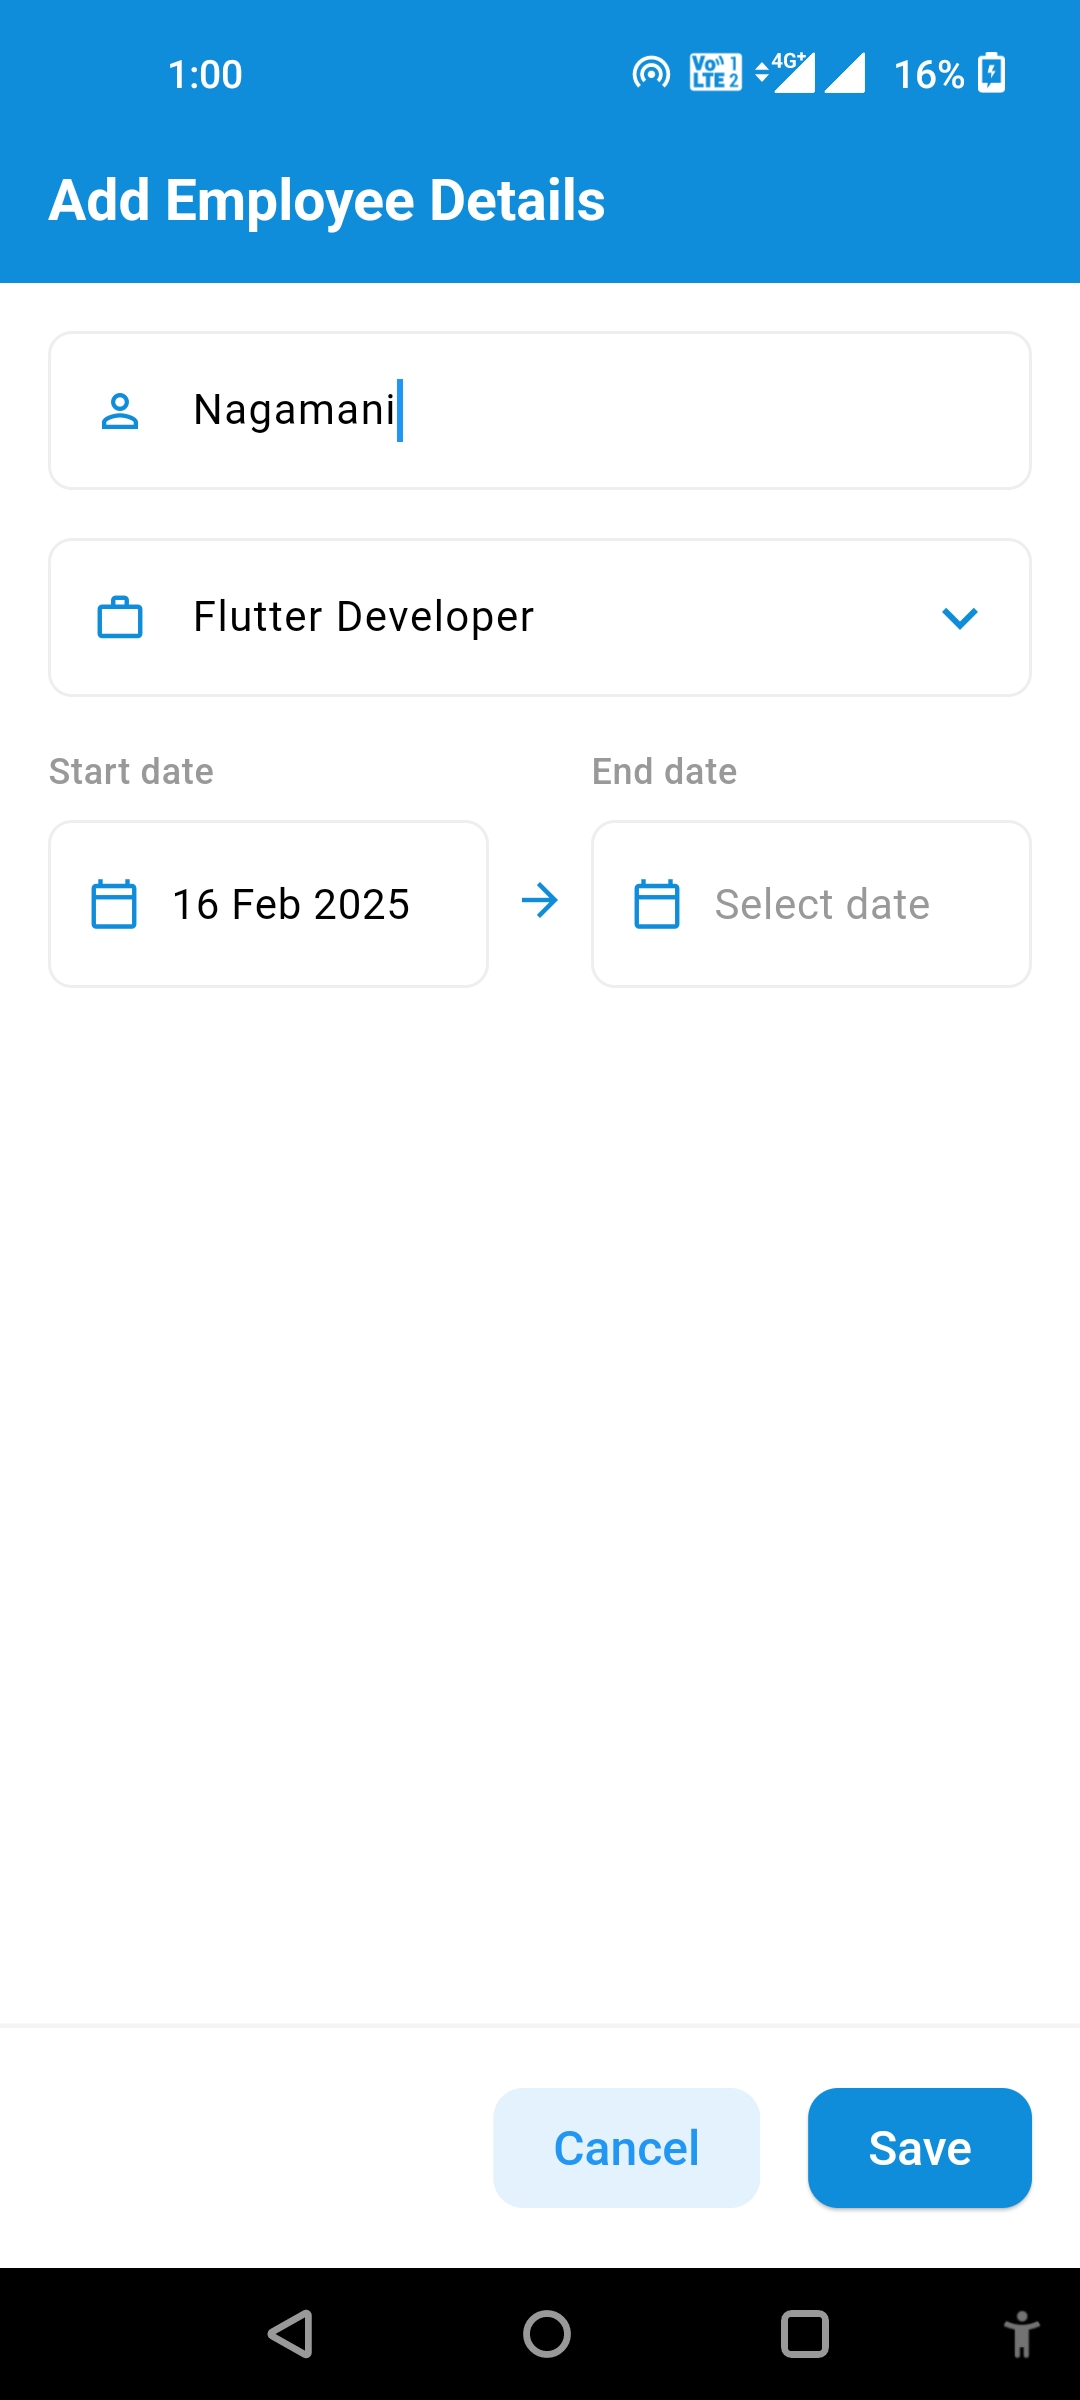 1:00 Vo)) 1 LTE 2 4G+ 16%
Add Employee Details
Nagamani
Flutter Developer
Start date End date
16 Feb 2025 Select date
Cancel Save